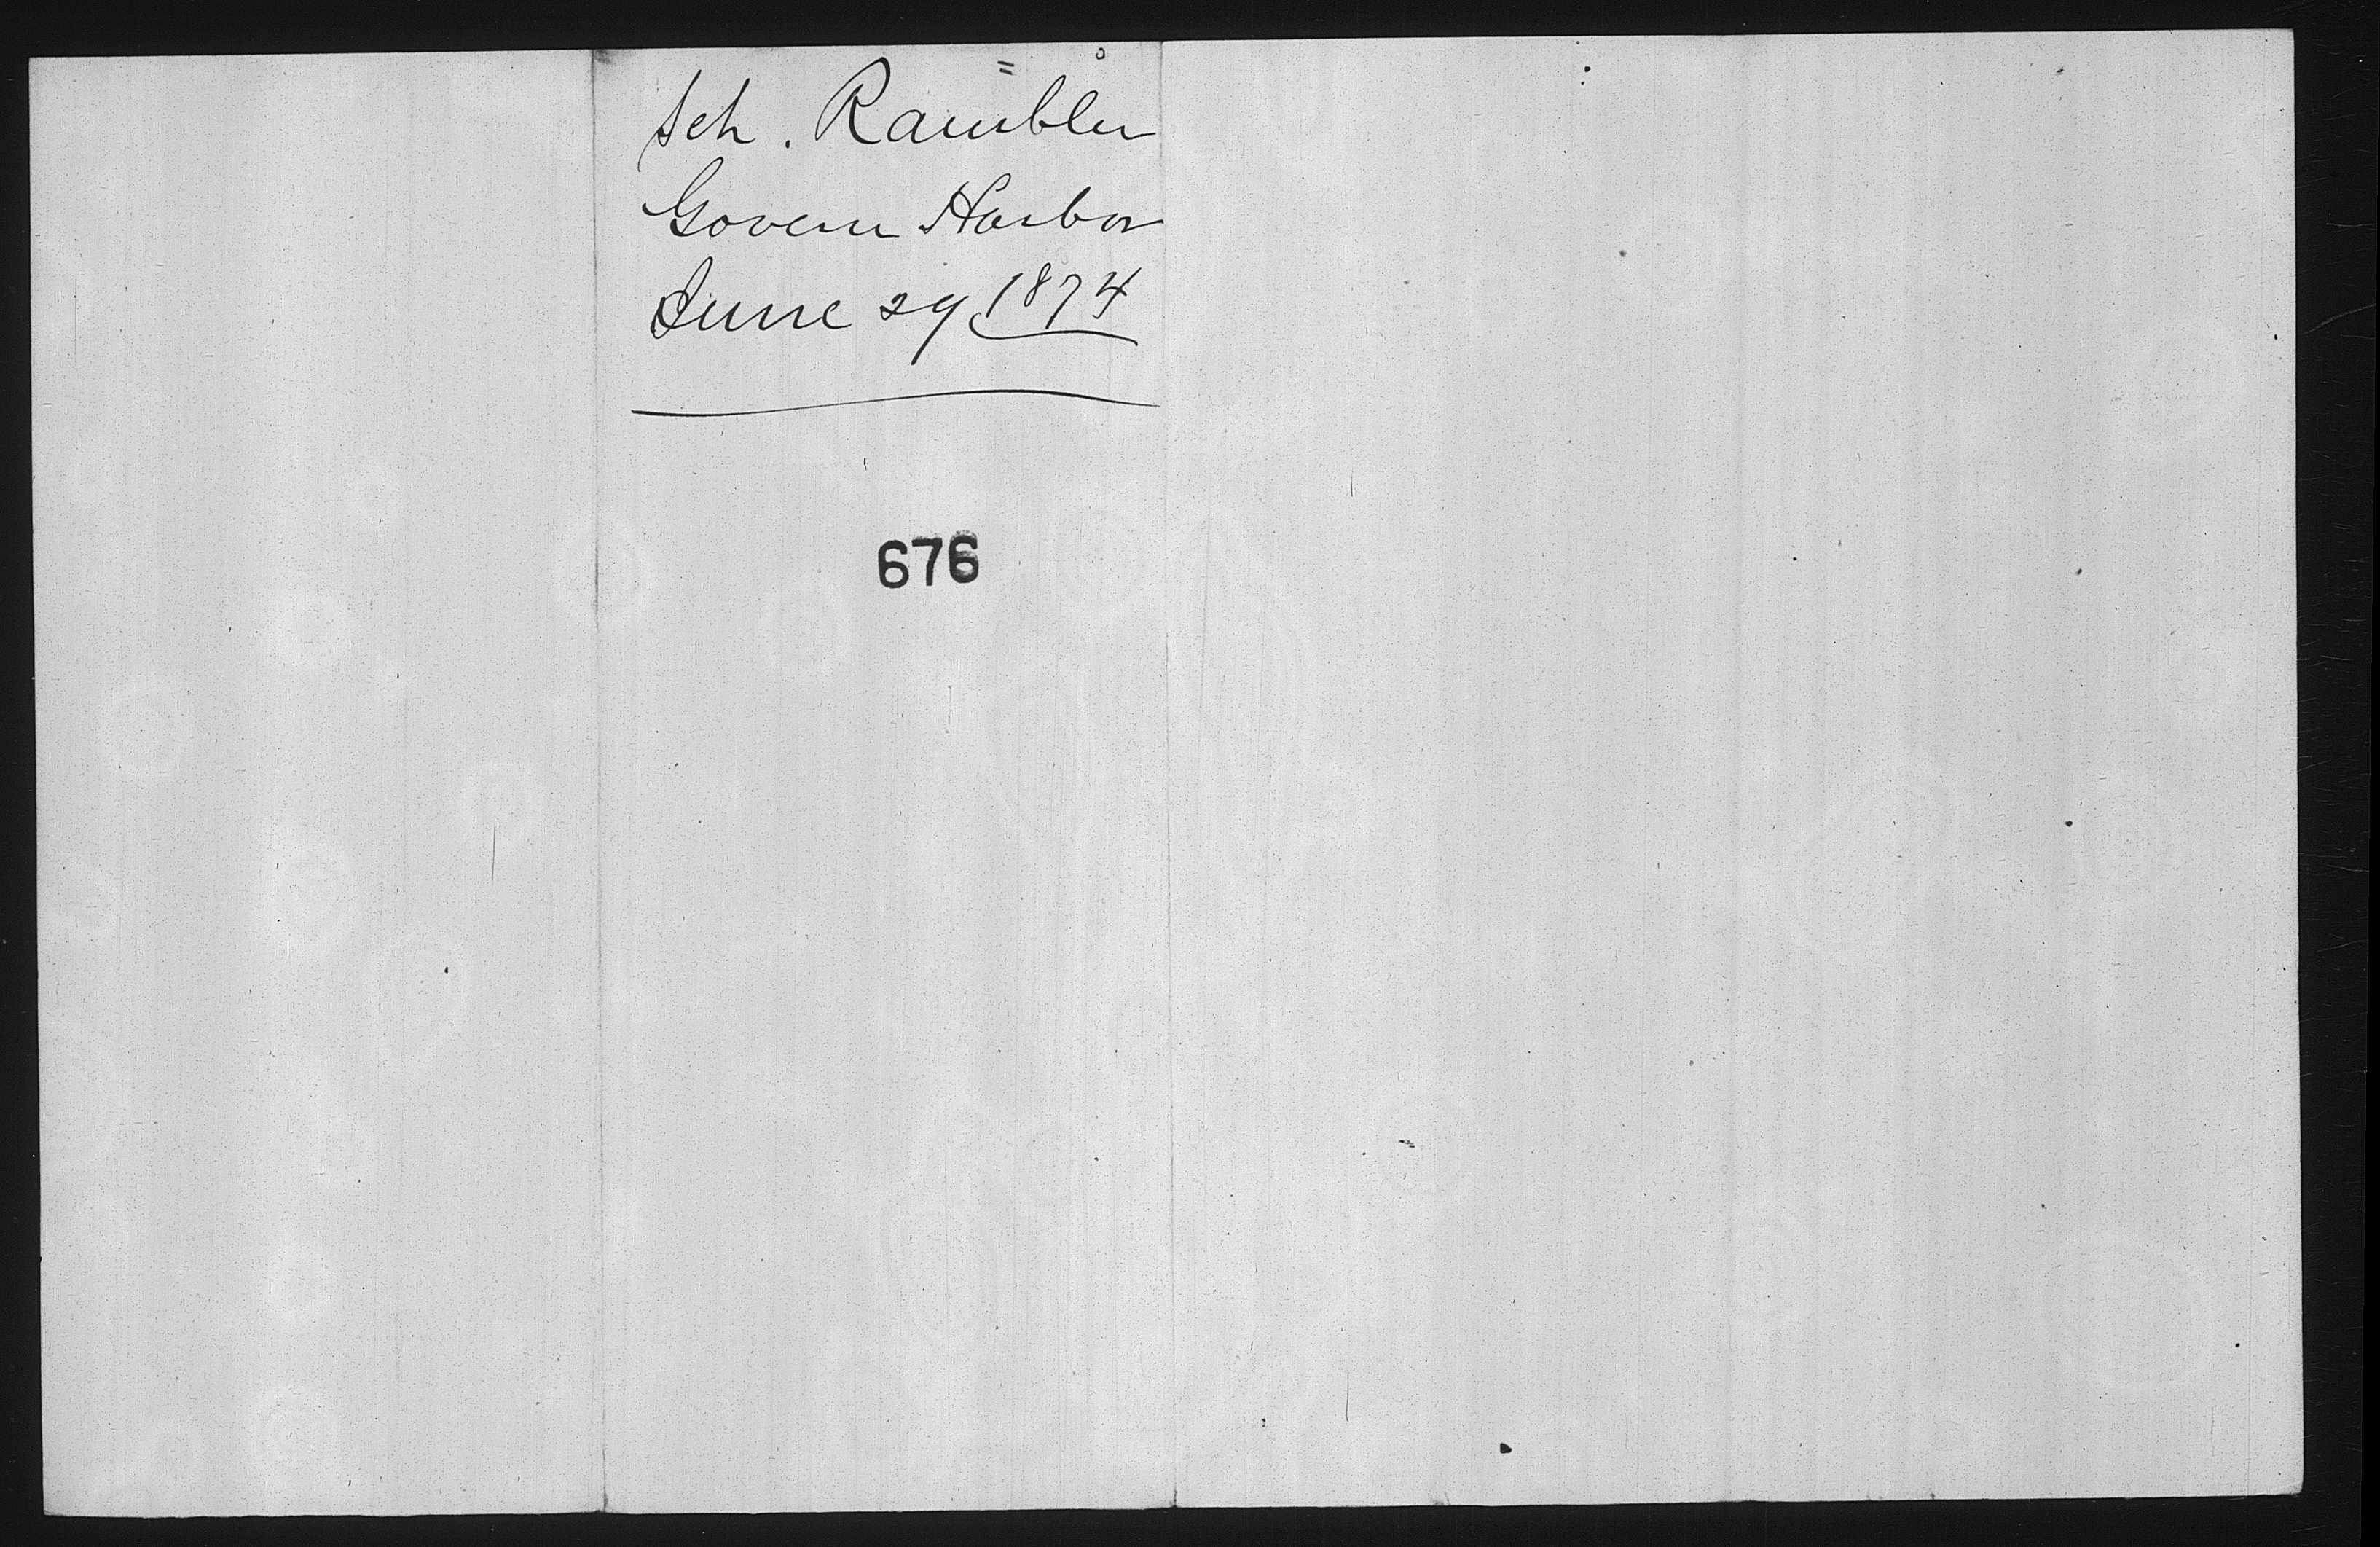 Sch. Rambler
Govern Harbor
June 29 1874
676